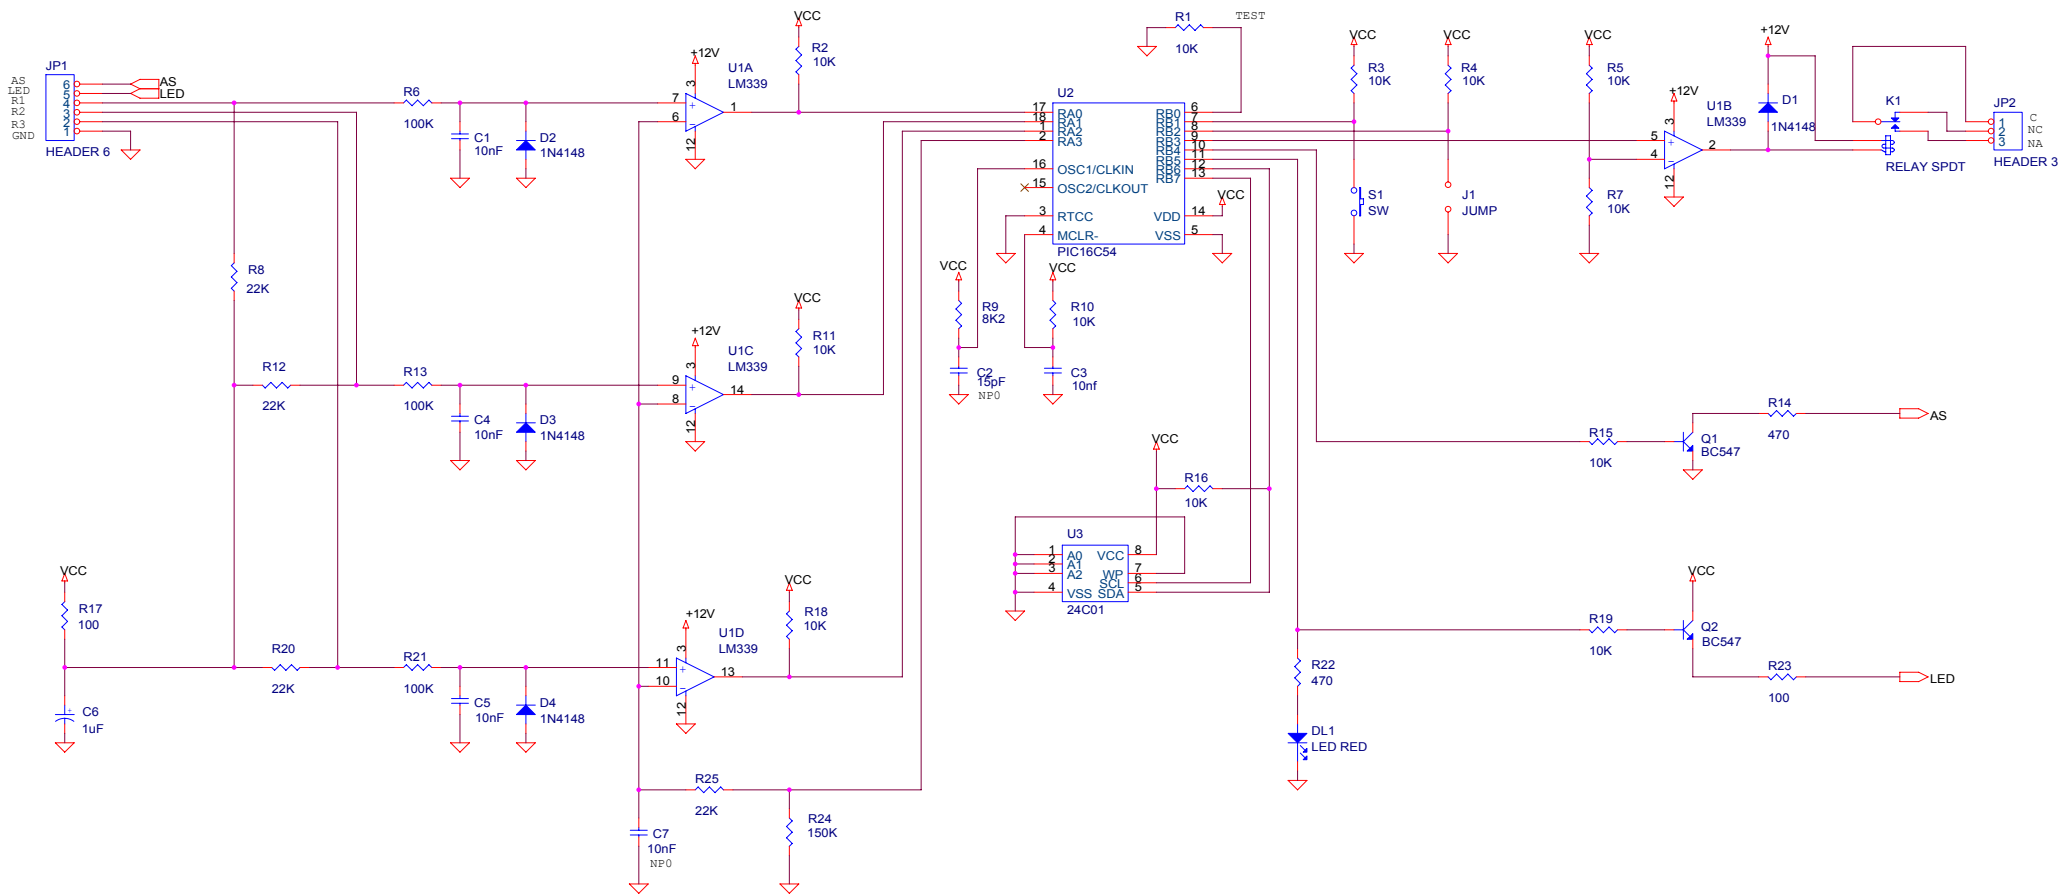 JP1
AS
LED
R1
R2
R3
GND
6
5
4
3
2
1
HEADER 6
AS
LED
R6
100K
C1
10nF
D2
1N4148
+12V
U1A
LM339
3
7
6
1
12
VCC
R2
10K
R1
10K
TEST
U2
17
18
1
2
16
15
3
4
RA0
RA1
RA2
RA3
OSC1/CLKIN
OSC2/CLKOUT
RTCC
MCLR-
RB0
RB1
RB2
RB3
RB4
RB5
RB6
RB7
VDD
VSS
6
7
8
9
10
11
12
13
14
5
PIC16C54
VCC
VCC
R3
10K
S1
SW
VCC
R4
10K
J1
JUMP
VCC
R5
10K
R7
10K
+12V
U1B
LM339
3
5
4
2
12
+12V
D1
1N4148
K1
RELAY SPDT
JP2
1
2
3
C
NC
NA
HEADER 3
R8
22K
R12
22K
R13
100K
C4
10nF
D3
1N4148
+12V
U1C
LM339
3
9
8
14
12
VCC
R11
10K
VCC
R9
8K2
C2
15pF
NP0
VCC
R10
10K
C3
10nf
VCC
R16
10K
U3
1
2
3
4
A0
A1
A2
VSS
VCC
WP
SCL
SDA
8
7
6
5
24C01
R15
10K
Q1
BC547
R14
470
AS
VCC
R17
100
C6
1uF
R20
22K
R21
100K
C5
10nF
D4
1N4148
+12V
U1D
LM339
3
11
10
13
12
VCC
R18
10K
R19
10K
VCC
Q2
BC547
R23
100
LED
R22
470
DL1
LED RED
R25
22K
C7
10nF
NP0
R24
150K